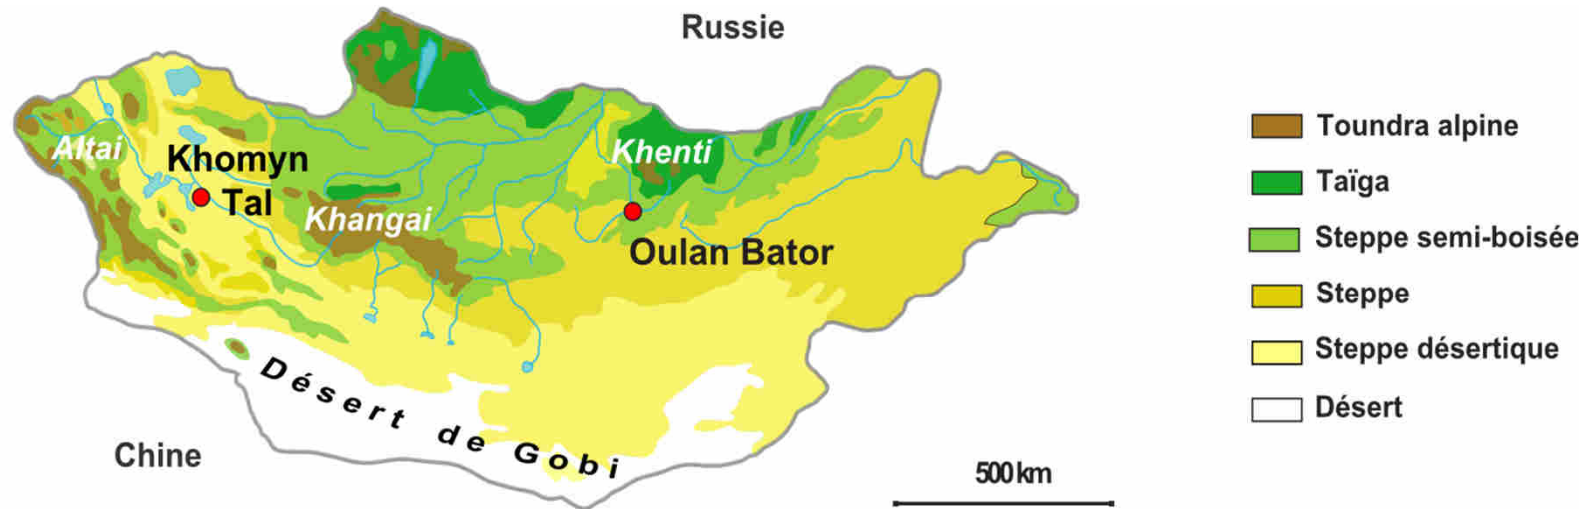 Russie
Altai
Khomyn
Tal
Khangai
Khenti
Oulan Bator
Désert de Gobi
Chine
500 km
Toundra alpine
Taïga
Steppe semi-boisée
Steppe
Steppe désertique
Désert